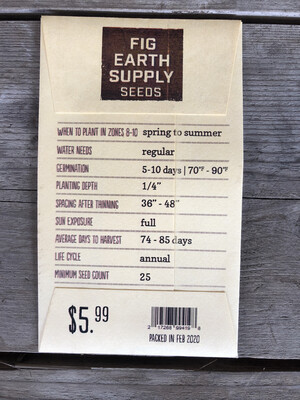 FIG
EARTH
SUPPLY
SEEDS
WHEN TO PLANT IN ZONES 8-10 spring to summer
WATER NEEDS regular
GERMINATION 5-10 days | 70°F - 90°F
PLANTING DEPTH 1/4"
SPACING AFTER THINNING 36" - 48"
SUN EXPOSURE full
AVERAGE DAYS TO HARVEST 74 - 85 days
LIFE CYCLE annual
MINIMUM SEED COUNT 25
$5.99
PACKED IN FEB 2020